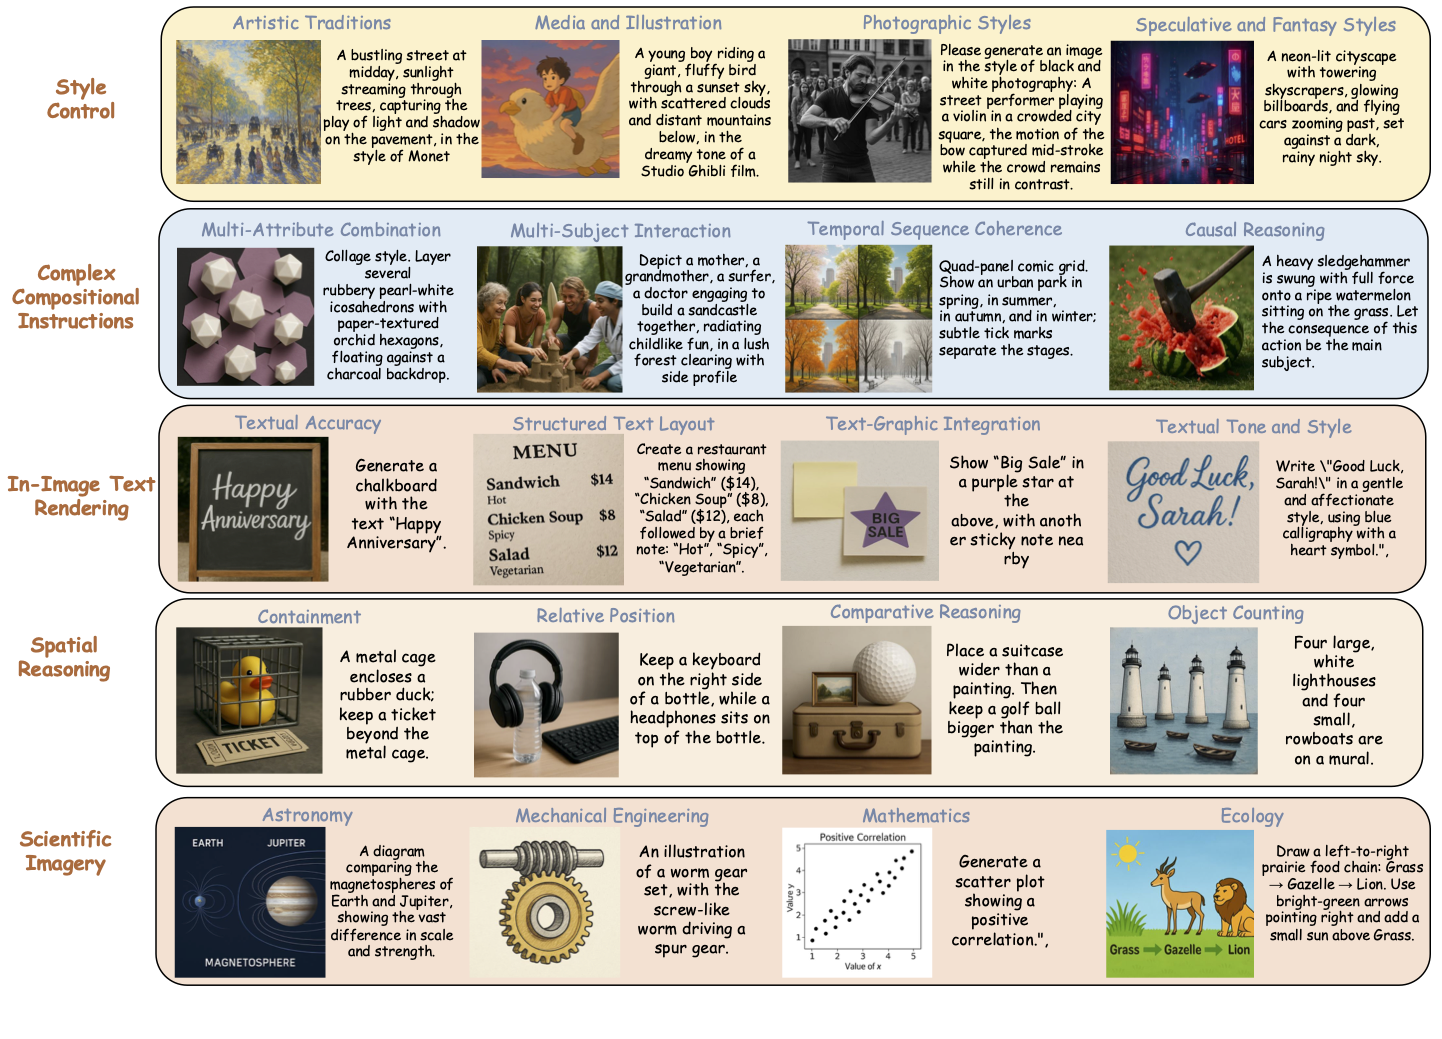 Artistic Traditions
Media and Illustration
Photographic Styles
Speculative and Fantasy Styles
Style
Control
A bustling street at
midday, sunlight
streaming through
trees, capturing the
play of light and shadow
on the pavement, in the
style of Monet
A young boy riding a
giant, fluffy bird
through a sunset sky,
with scattered clouds
and distant mountains
below, in the
dreamy tone of a
Studio Ghibli film.
Please generate an image
in the style of black and
white photography: A
street performer playing
a violin in a crowded city
square, the motion of the
bow captured mid-stroke
while the crowd remains
still in contrast.
HOTEL
A neon-lit cityscape
with towering
skyscrapers, glowing
billboards, and flying
cars zooming past, set
against a dark,
rainy night sky.
Multi-Attribute Combination
Multi-Subject Interaction
Temporal Sequence Coherence
Causal Reasoning
Complex
Compositional
Instructions
Collage style. Layer
several
rubbery pearl-white
icosahedrons with
paper-textured
orchid hexagons,
floating against a
charcoal backdrop.
Depict a mother, a
grandmother, a surfer,
a doctor engaging to
build a sandcastle
together, radiating
childlike fun, in a lush
forest clearing with
side profile
Quad-panel comic grid.
Show an urban park in
spring, in summer,
in autumn, and in winter;
subtle tick marks
separate the stages.
A heavy sledgehammer
is swung with full force
onto a ripe watermelon
sitting on the grass. Let
the consequence of this
action be the main
subject.
Textual Accuracy
Structured Text Layout
Text-Graphic Integration
Textual Tone and Style
In-Image Text
Rendering
Happy
Anniversary
Generate a
chalkboard
with the
text “Happy
Anniversary”.
MENU
Sandwich $14
Hot
Chicken Soup $8
Spicy
Salad $12
Vegetarian
Create a restaurant
menu showing
“Sandwich” ($14),
“Chicken Soup” ($8),
“Salad” ($12), each
followed by a brief
note: “Hot”, “Spicy”,
“Vegetarian”.
BIG
SALE
Show “Big Sale” in
a purple star at
the
above, with anoth
er sticky note nea
rby
Good Luck,
Sarah!
Write \"Good Luck,
Sarah!\" in a gentle
and affectionate
style, using blue
calligraphy with a
heart symbol.",
Containment
Relative Position
Comparative Reasoning
Object Counting
Spatial
Reasoning
TICKET
A metal cage
encloses a
rubber duck;
keep a ticket
beyond the
metal cage.
Keep a keyboard
on the right side
of a bottle, while a
headphones sits on
top of the bottle.
Place a suitcase
wider than a
painting. Then
keep a golf ball
bigger than the
painting.
Four large,
white
lighthouses
and four
small,
rowboats are
on a mural.
Astronomy
Mechanical Engineering
Mathematics
Ecology
Scientific
Imagery
EARTH JUPITER
MAGNETOSPHERE
A diagram
comparing the
magnetospheres of
Earth and Jupiter,
showing the vast
difference in scale
and strength.
An illustration
of a worm gear
set, with the
screw-like
worm driving a
spur gear.
Positive Correlation
Valure y
5
4
3
2
1
1 2 3 4 5
Value of x
Generate a
scatter plot
showing a
positive
correlation.",
Grass Gazelle Lion
Draw a left-to-right
prairie food chain: Grass
→ Gazelle → Lion. Use
bright-green arrows
pointing right and add a
small sun above Grass.